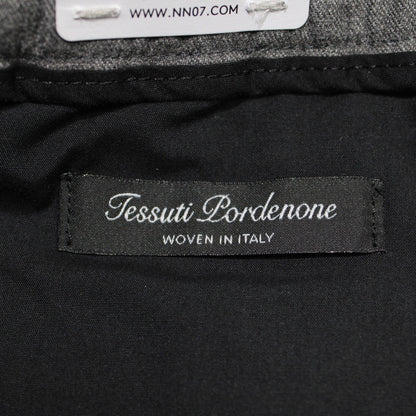 WWW.NN07.COM
Tessuti Pordenone
WOVEN IN ITALY